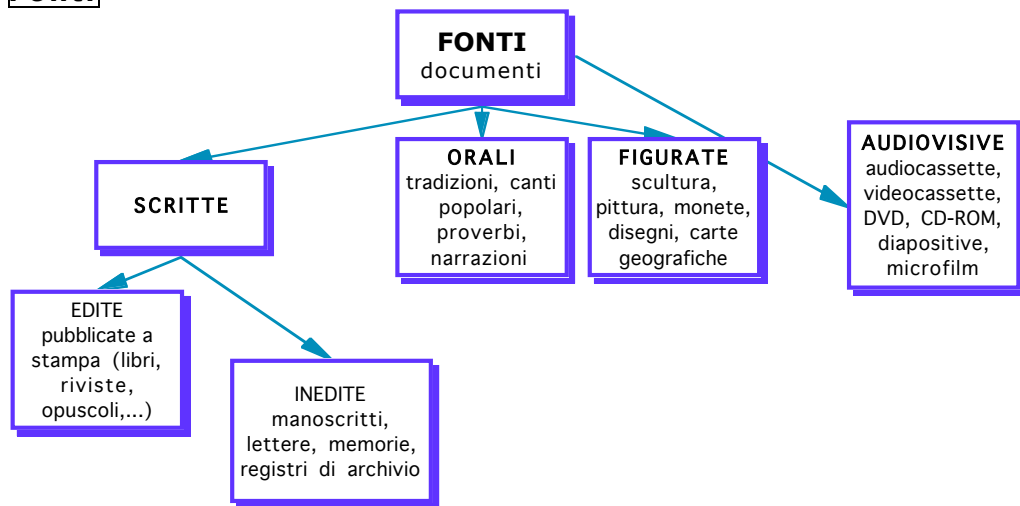 Fonti
FONTI
documenti
SCRITTE
ORALI
tradizioni, canti
popolari,
proverbi,
narrazioni
FIGURATE
scultura,
pittura, monete,
disegni, carte
geografiche
AUDIOVISIVE
audiocassette,
videocassette,
DVD, CD-ROM,
diapositive,
microfilm
EDITE
pubblicate a
stampa (libri,
riviste,
opuscoli,...)
INEDITE
manoscritti,
lettere, memorie,
registri di archivio